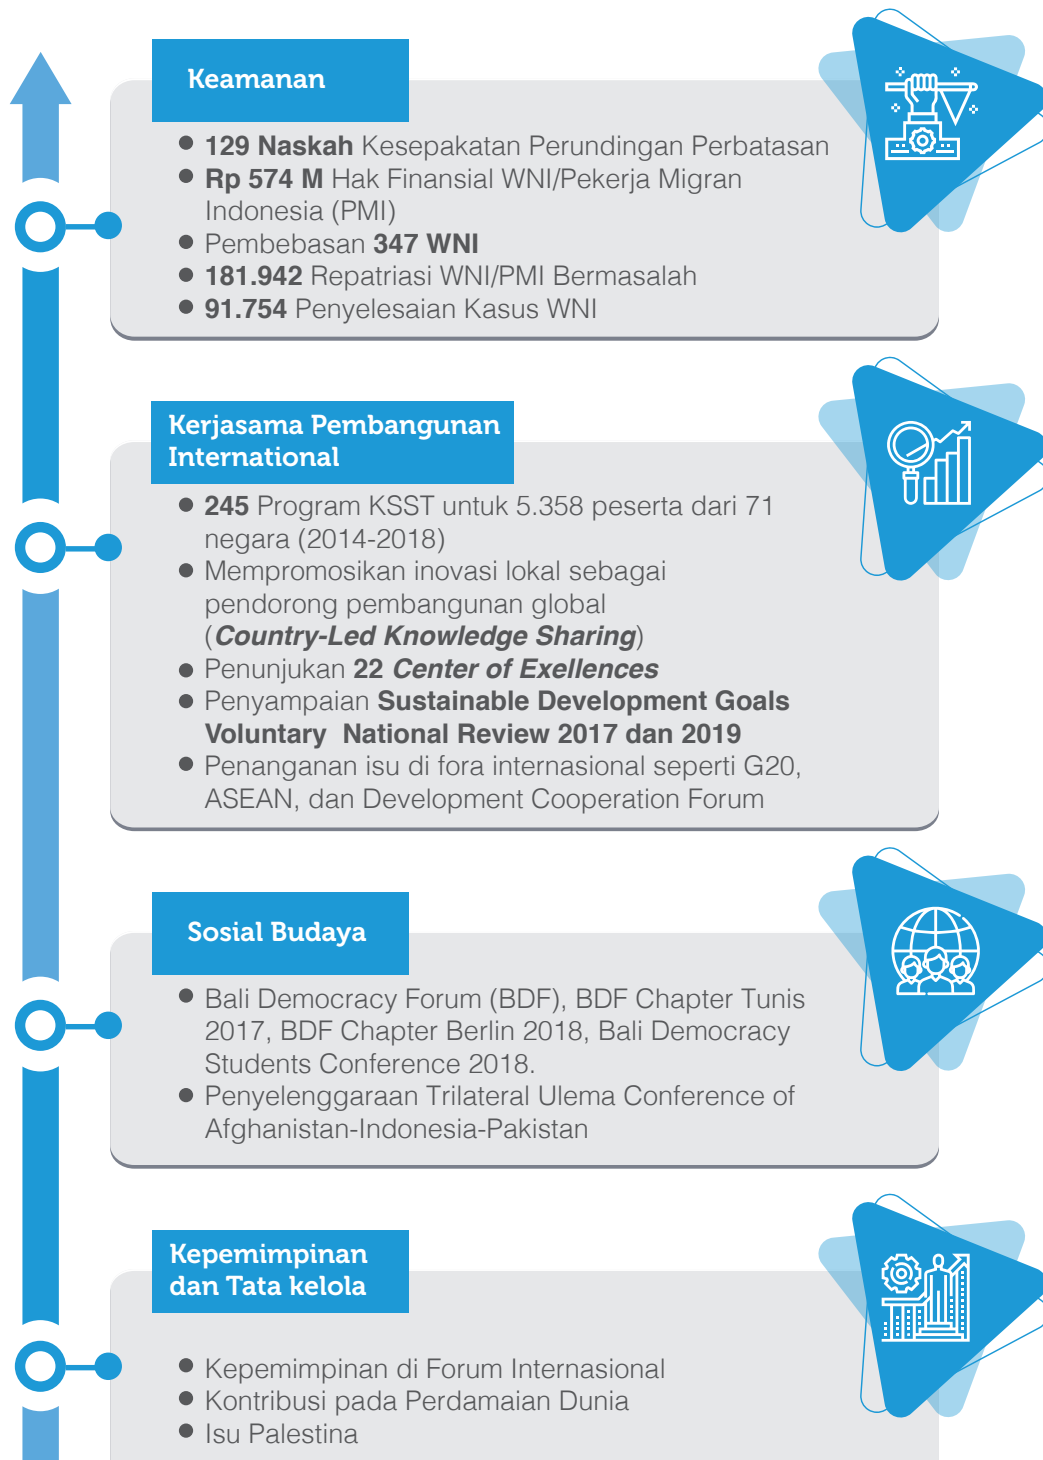 Keamanan
● 129 Naskah Kesepakatan Perundingan Perbatasan
● Rp 574 M Hak Finansial WNI/Pekerja Migran
Indonesia (PMI)
● Pembebasan 347 WNI
● 181.942 Repatriasi WNI/PMI Bermasalah
● 91.754 Penyelesaian Kasus WNI
Kerjasama Pembangunan
International
● 245 Program KSST untuk 5.358 peserta dari 71
negara (2014-2018)
● Mempromosikan inovasi lokal sebagai
pendorong pembangunan global
(Country-Led Knowledge Sharing)
● Penunjukan 22 Center of Exellences
● Penyampaian Sustainable Development Goals
Voluntary National Review 2017 dan 2019
● Penanganan isu di fora internasional seperti G20,
ASEAN, dan Development Cooperation Forum
Sosial Budaya
● Bali Democracy Forum (BDF), BDF Chapter Tunis
2017, BDF Chapter Berlin 2018, Bali Democracy
Students Conference 2018.
● Penyelenggaraan Trilateral Ulema Conference of
Afghanistan-Indonesia-Pakistan
Kepemimpinan
dan Tata kelola
● Kepemimpinan di Forum Internasional
● Kontribusi pada Perdamaian Dunia
● Isu Palestina